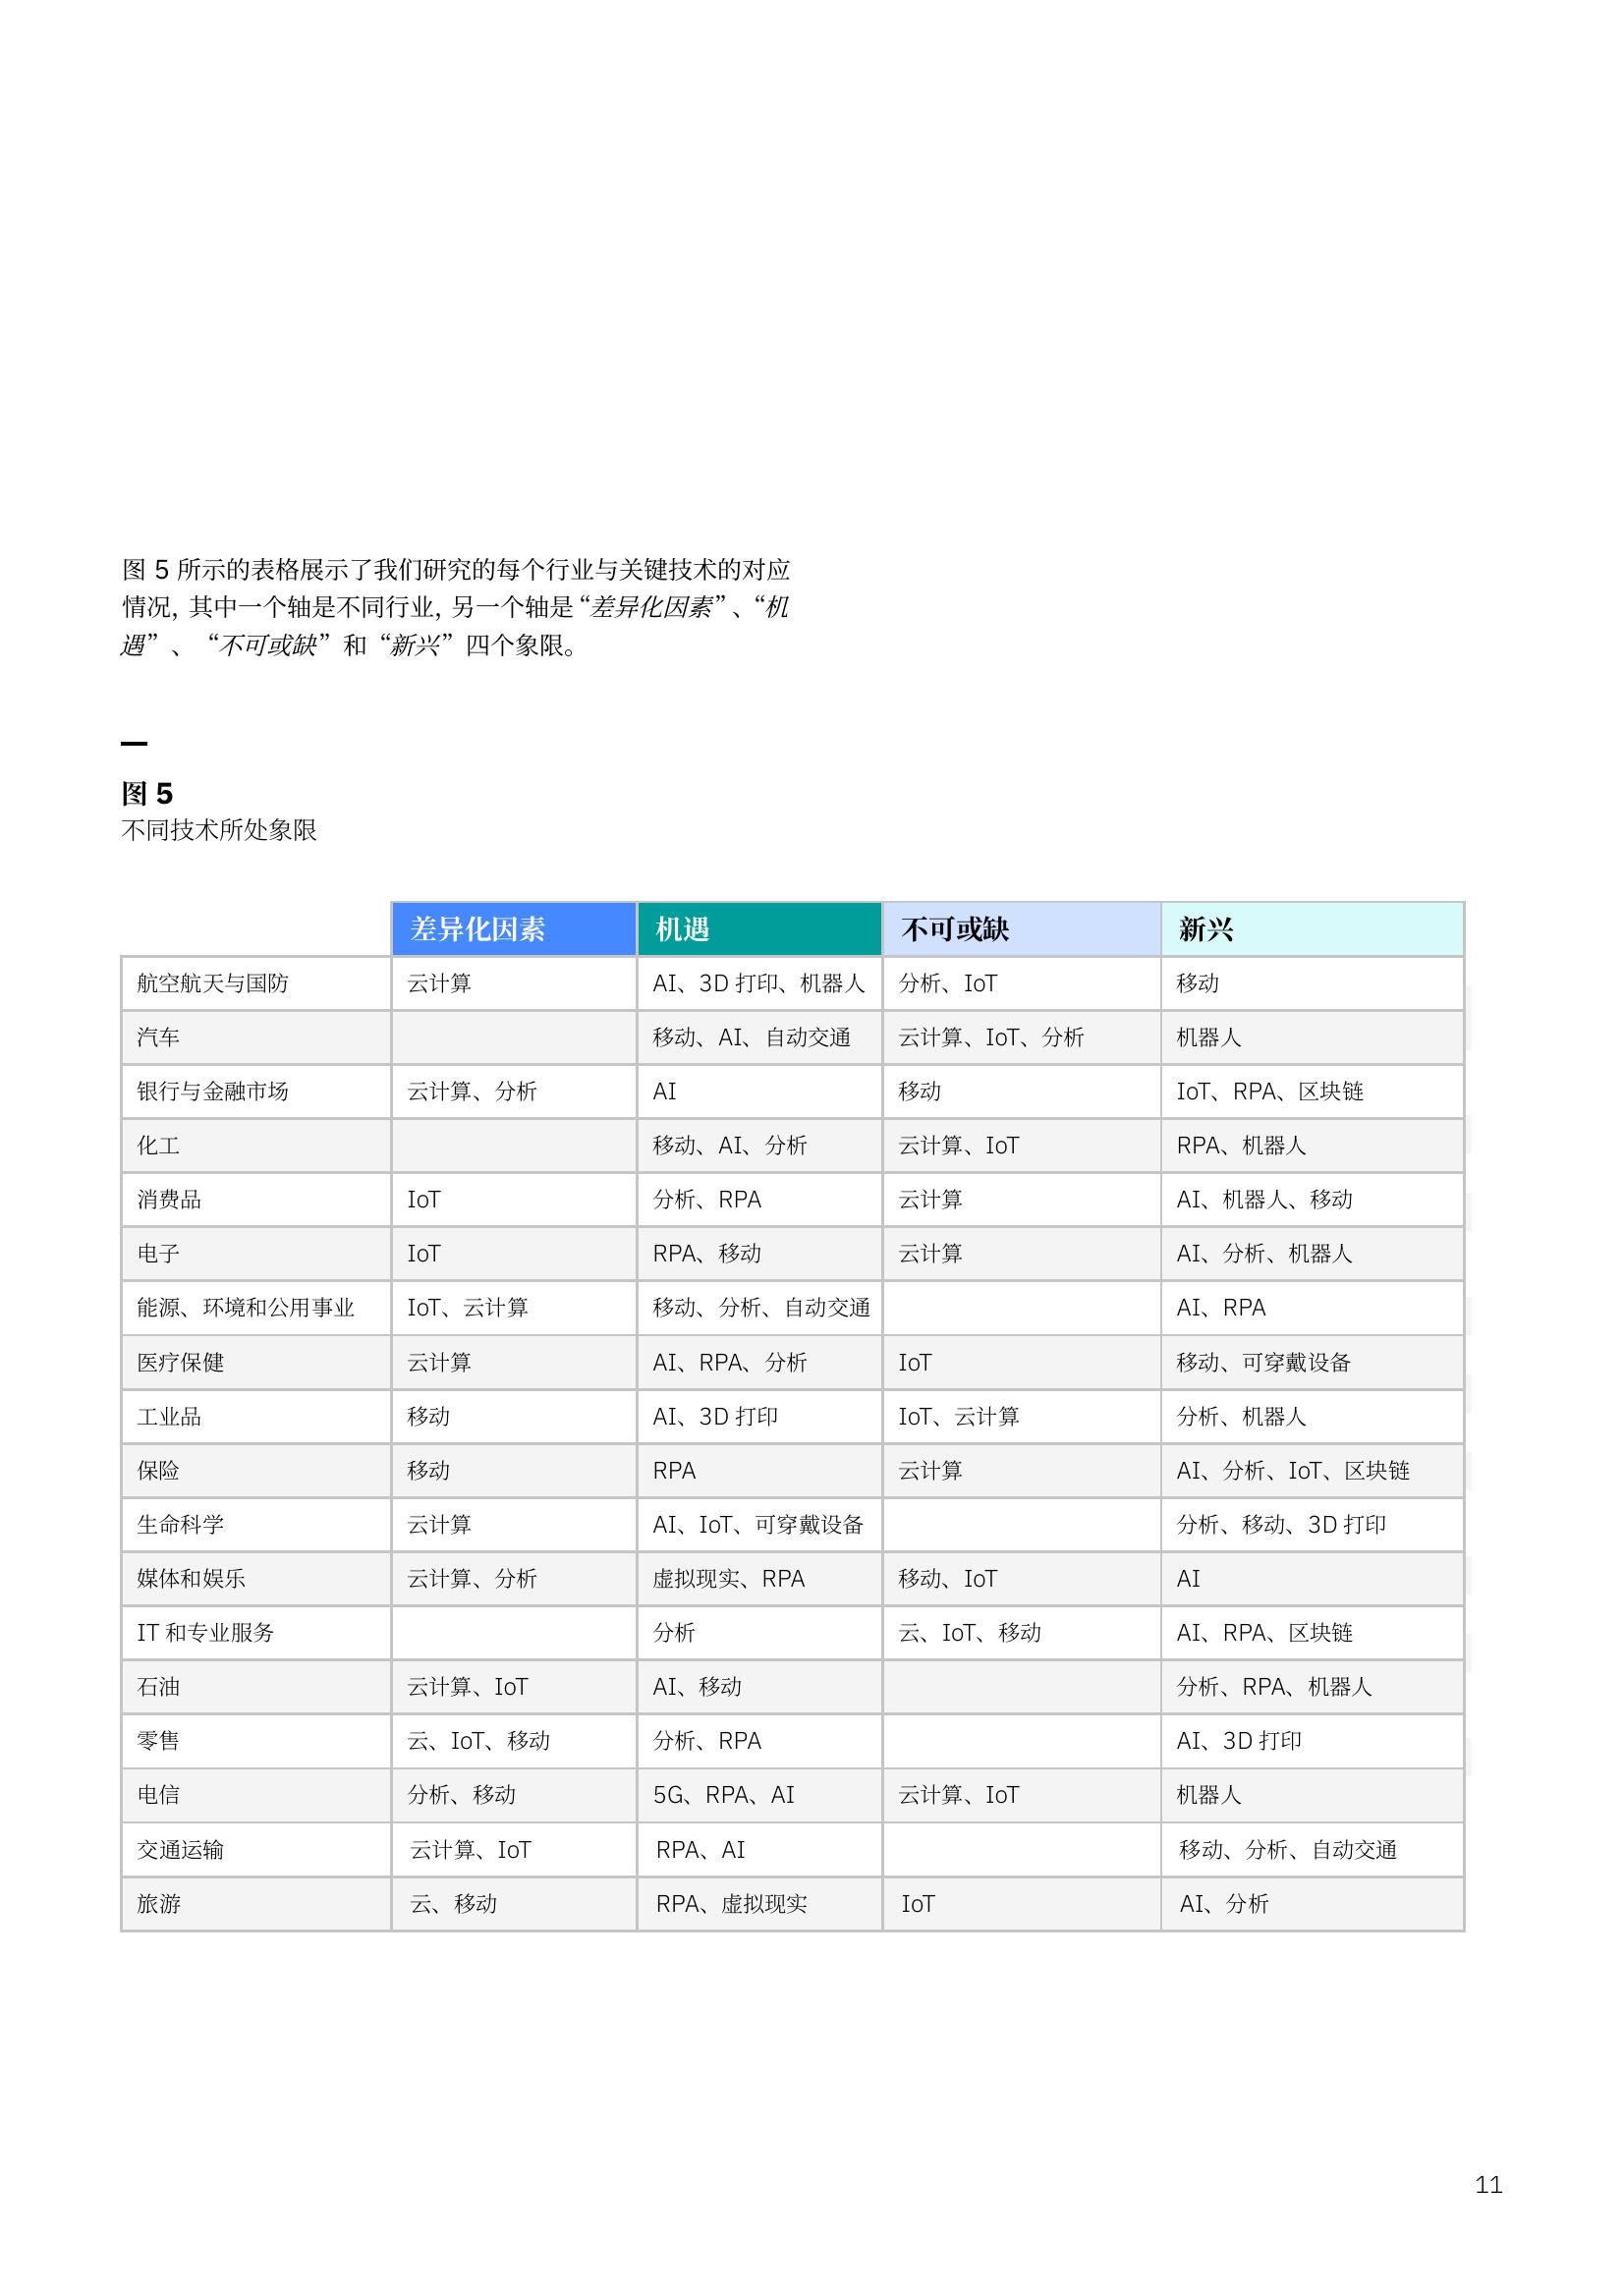 图 5 所示的表格展示了我们研究的每个行业与关键技术的对应
情况, 其中一个轴是不同行业, 另一个轴是 “差异化因素” 、“机
遇” 、 “不可或缺” 和 “新兴” 四个象限。
图 5
不同技术所处象限
差异化因素 机遇 不可或缺 新兴
航空航天与国防 云计算 AI、3D 打印、机器人 分析、IoT 移动
汽车 移动、AI、自动交通 云计算、IoT、分析 机器人
银行与金融市场 云计算、分析 AI 移动 IoT、RPA、区块链
化工 移动、AI、分析 云计算、IoT RPA、机器人
消费品 IoT 分析、RPA 云计算 AI、机器人、移动
电子 IoT RPA、移动 云计算 AI、分析、机器人
能源、环境和公用事业 IoT、云计算 移动、分析、自动交通 AI、RPA
医疗保健 云计算 AI、RPA、分析 IoT 移动、可穿戴设备
工业品 移动 AI、3D 打印 IoT、云计算 分析、机器人
保险 移动 RPA 云计算 AI、分析、IoT、区块链
生命科学 云计算 AI、IoT、可穿戴设备 分析、移动、3D 打印
媒体和娱乐 云计算、分析 虚拟现实、RPA 移动、IoT AI
IT 和专业服务 分析 云、IoT、移动 AI、RPA、区块链
石油 云计算、IoT AI、移动 分析、RPA、机器人
零售 云、IoT、移动 分析、RPA AI、3D 打印
电信 分析、移动 5G、RPA、AI 云计算、IoT 机器人
交通运输 云计算、IoT RPA、AI 移动、分析、自动交通
旅游 云、移动 RPA、虚拟现实 IoT AI、分析
11